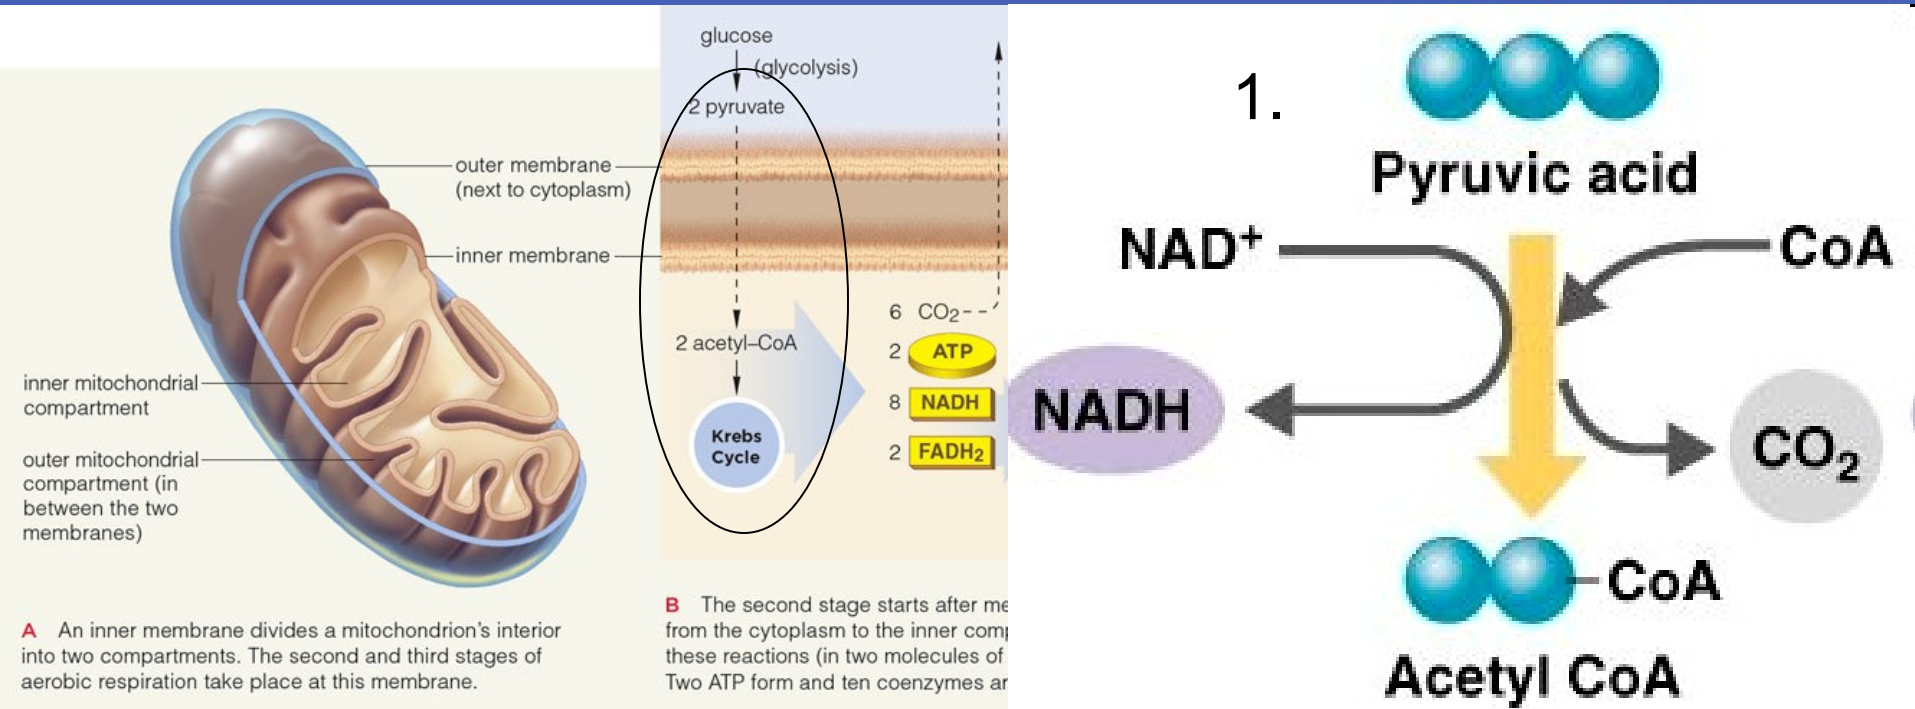 outer membrane
(next to cytoplasm)
inner membrane
inner mitochondrial
compartment
outer mitochondrial
compartment (in
between the two
membranes)
A An inner membrane divides a mitochondrion's interior
into two compartments. The second and third stages of
aerobic respiration take place at this membrane.
glucose
(glycolysis)
2 pyruvate
2 acetyl–CoA
Krebs
Cycle
6 CO2
2 ATP
8 NADH
2 FADH2
B The second stage starts after me
from the cytoplasm to the inner comp
these reactions (in two molecules of
Two ATP form and ten coenzymes ar
1.
Pyruvic acid
NAD+
CoA
NADH
CO2
CoA
Acetyl CoA